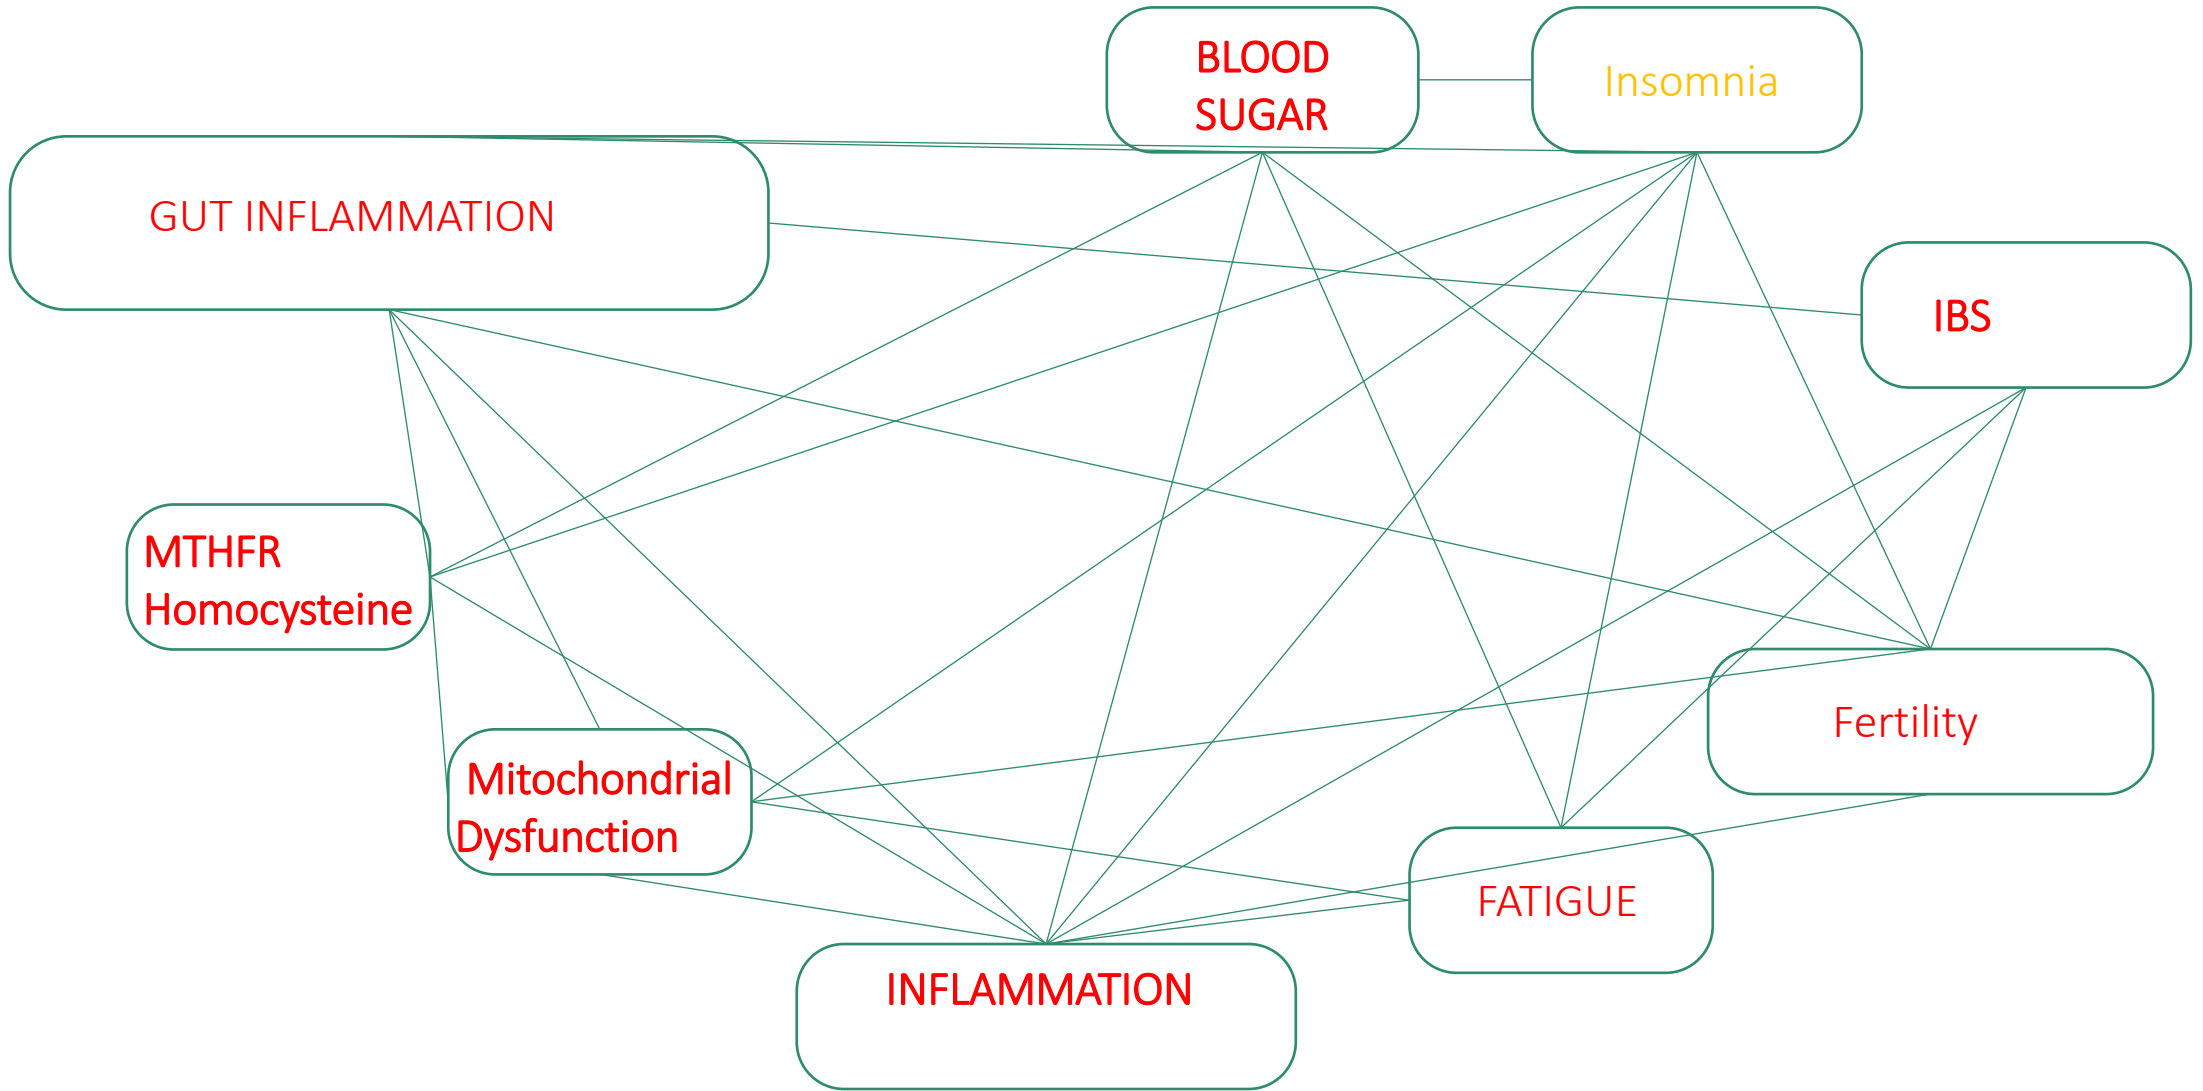 BLOOD
SUGAR
Insomnia
GUT INFLAMMATION
IBS
MTHFR
Homocysteine
Fertility
Mitochondrial
Dysfunction
FATIGUE
INFLAMMATION